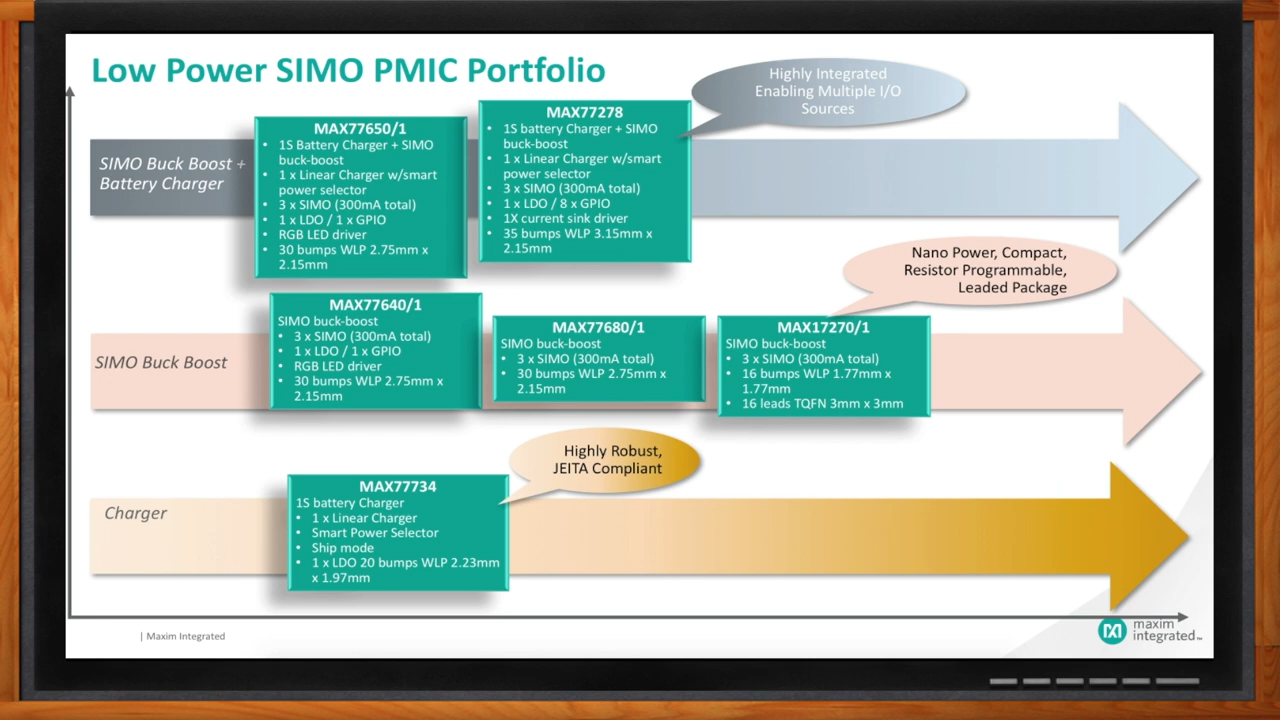 Low Power SIMO PMIC Portfolio
Highly Integrated
Enabling Multiple I/O
Sources
SIMO Buck Boost +
Battery Charger
MAX77650/1
• 1S Battery Charger + SIMO
buck-boost
• 1 x Linear Charger w/smart
power selector
• 3 x SIMO (300mA total)
• 1 x LDO / 1 x GPIO
• RGB LED driver
• 30 bumps WLP 2.75mm x
2.15mm
MAX77278
• 1S battery Charger + SIMO
buck-boost
• 1 x Linear Charger w/smart
power selector
• 3 x SIMO (300mA total)
• 1 x LDO / 8 x GPIO
• 1X current sink driver
• 35 bumps WLP 3.15mm x
2.15mm
Nano Power, Compact,
Resistor Programmable,
Leaded Package
SIMO Buck Boost
MAX77640/1
SIMO buck-boost
• 3 x SIMO (300mA total)
• 1 x LDO / 1 x GPIO
• RGB LED driver
• 30 bumps WLP 2.75mm x
2.15mm
MAX77680/1
SIMO buck-boost
• 3 x SIMO (300mA total)
• 30 bumps WLP 2.75mm x
2.15mm
MAX17270/1
SIMO buck-boost
• 3 x SIMO (300mA total)
• 16 bumps WLP 1.77mm x
1.77mm
• 16 leads TQFN 3mm x 3mm
Highly Robust,
JEITA Compliant
Charger
MAX77734
1S battery Charger
• 1 x Linear Charger
• Smart Power Selector
• Ship mode
• 1 x LDO 20 bumps WLP 2.23mm
x 1.97mm
| Maxim Integrated
maxim
integrated™